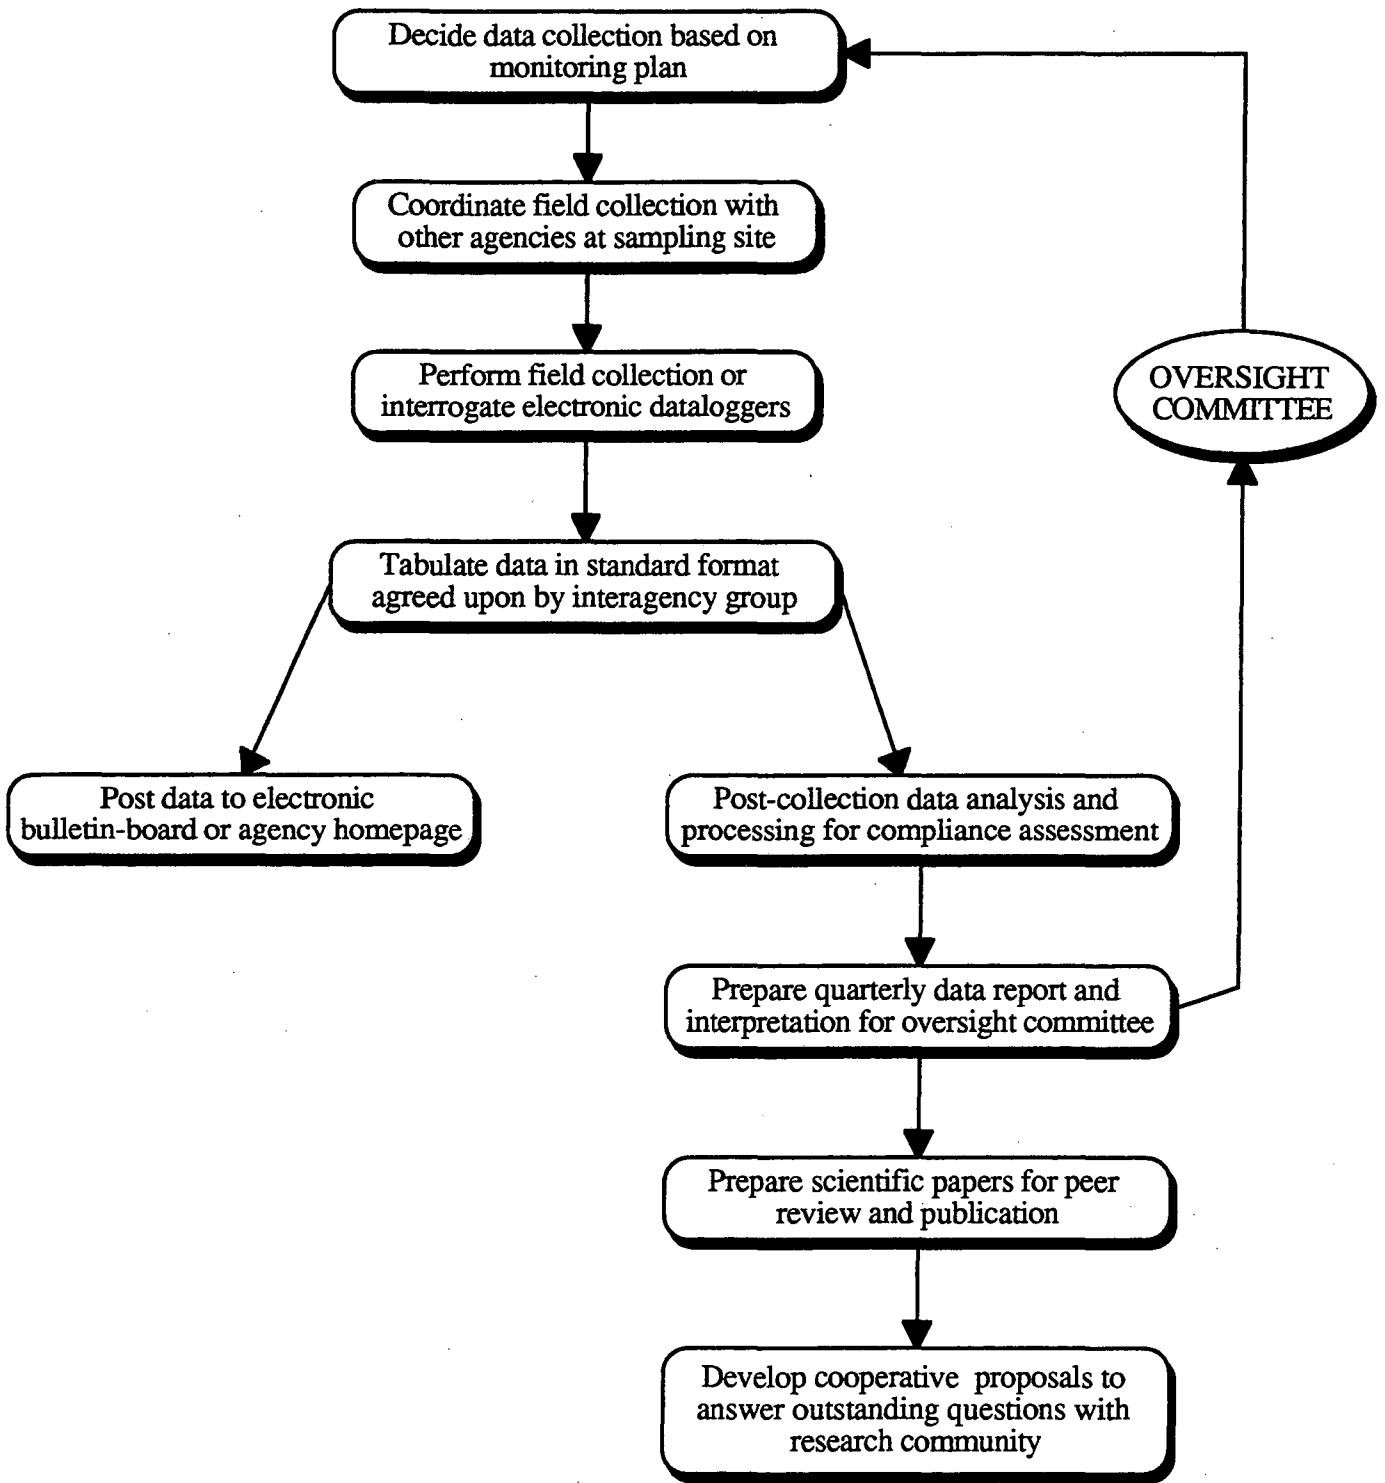 Decide data collection based on
monitoring plan
Coordinate field collection with
other agencies at sampling site
Perform field collection or
interrogate electronic dataloggers
OVERSIGHT
COMMITTEE
Tabulate data in standard format
agreed upon by interagency group
Post data to electronic
bulletin-board or agency homepage
Post-collection data analysis and
processing for compliance assessment
Prepare quarterly data report and
interpretation for oversight committee
Prepare scientific papers for peer
review and publication
Develop cooperative proposals to
answer outstanding questions with
research community